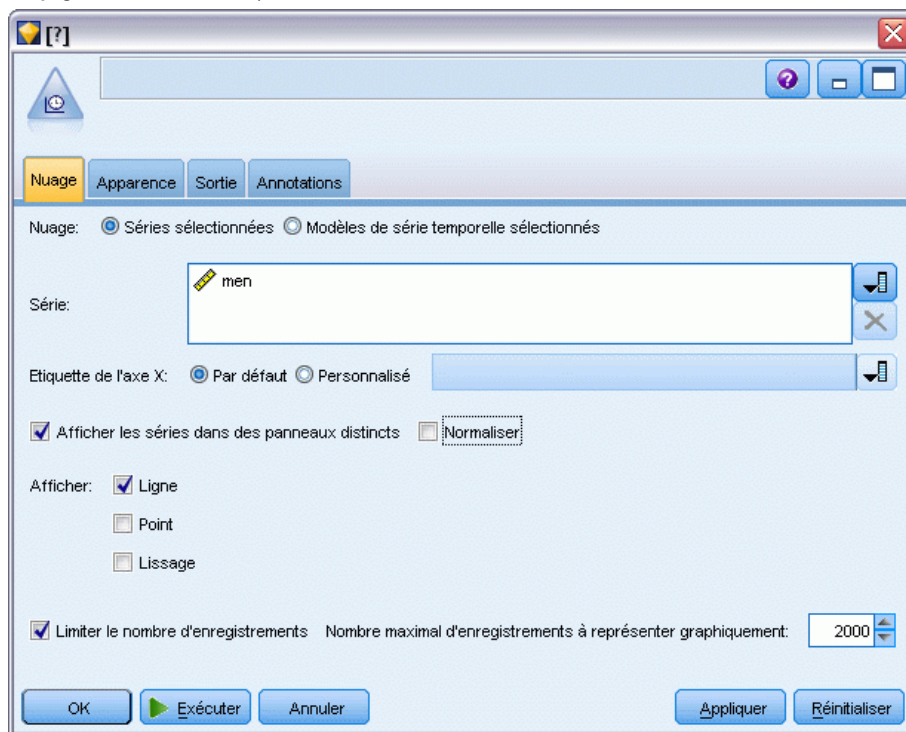 [?]
Nuage Apparence Sortie Annotations
Nuage: Séries sélectionnées Modèles de série temporelle sélectionnés
men
Série:
Etiquette de l'axe X: Par défaut Personnalisé
Afficher les séries dans des panneaux distincts Normaliser
Afficher: Ligne
Point
Lissage
Limiter le nombre d'enregistrements Nombre maximal d'enregistrements à représenter graphiquement: 2000
OK Exécuter Annuler Appliquer Réinitialiser